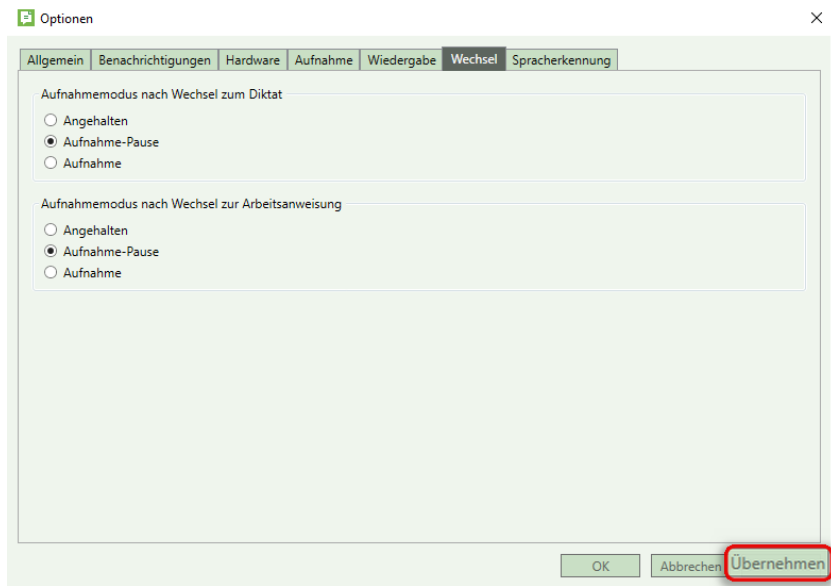 Optionen
Allgemein Benachrichtigungen Hardware Aufnahme Wiedergabe Wechsel Spracherkennung
Aufnahmemodus nach Wechsel zum Diktat
Angehalten
Aufnahme-Pause
Aufnahme
Aufnahmemodus nach Wechsel zur Arbeitsanweisung
Angehalten
Aufnahme-Pause
Aufnahme
OK Abbrechen Übernehmen